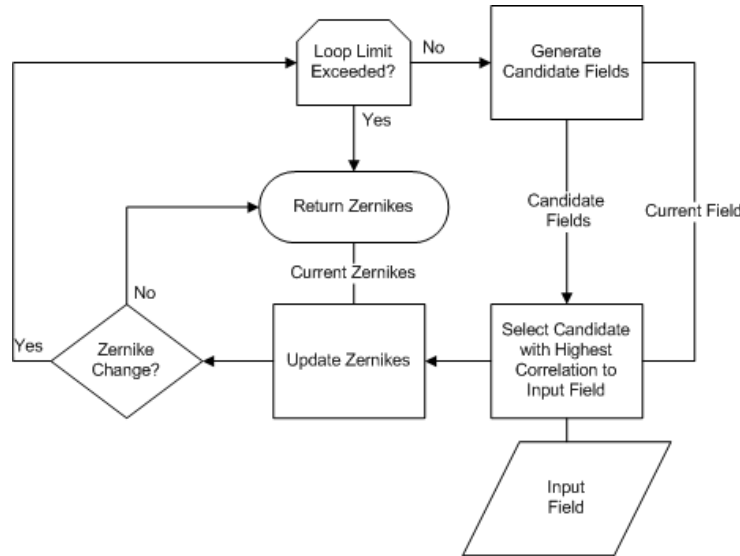 Loop Limit
Exceeded?
No
Generate
Candidate Fields
Yes
Return Zernikes
Candidate
Fields
Current Field
Current Zernikes
No
Yes
Zernike
Change?
Update Zernikes
Select Candidate
with Highest
Correlation to
Input Field
Input
Field